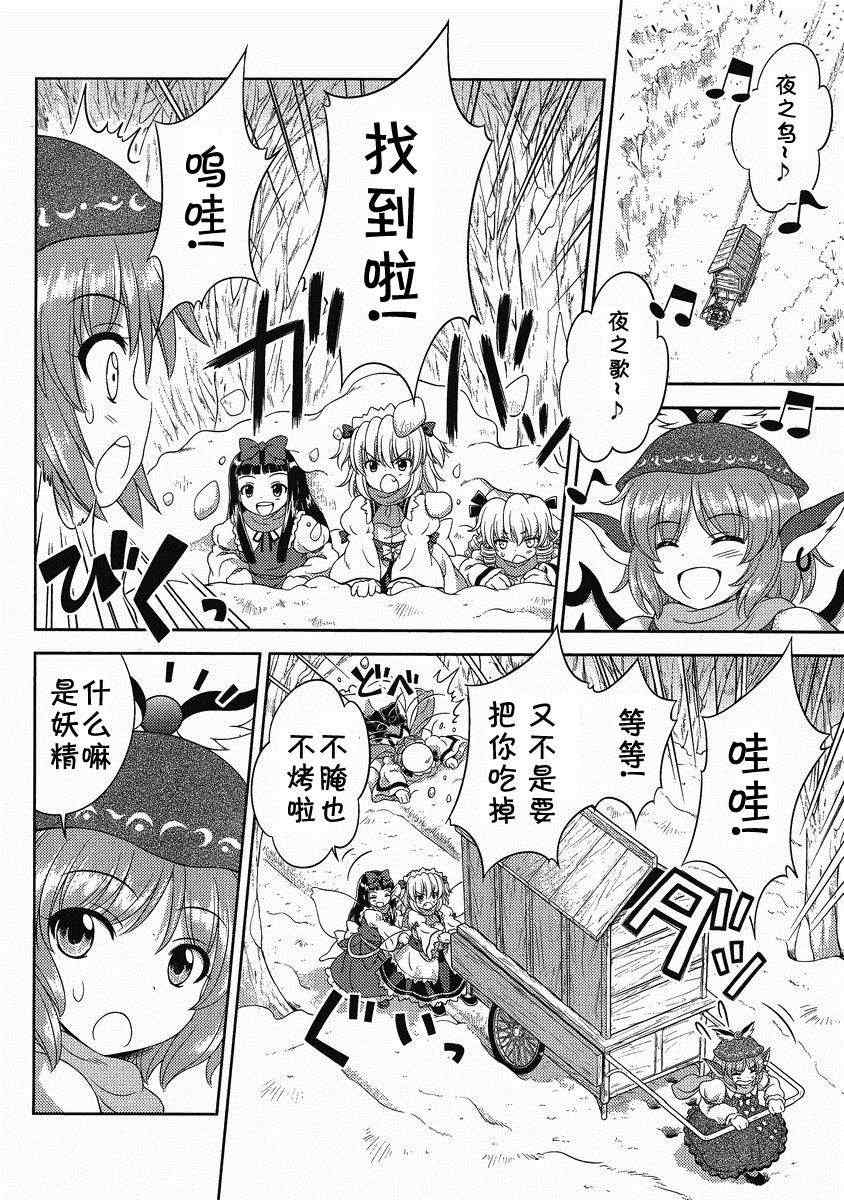 夜之鸟~♪
夜之歌~♪
找到啦!
呜哇!
ガガッ
びくっ
哇哇!
等等!
又不是要
把你吃掉
不腌也
不烤啦
どべ
ダッ
ぐいっ
什么嘛
是妖精